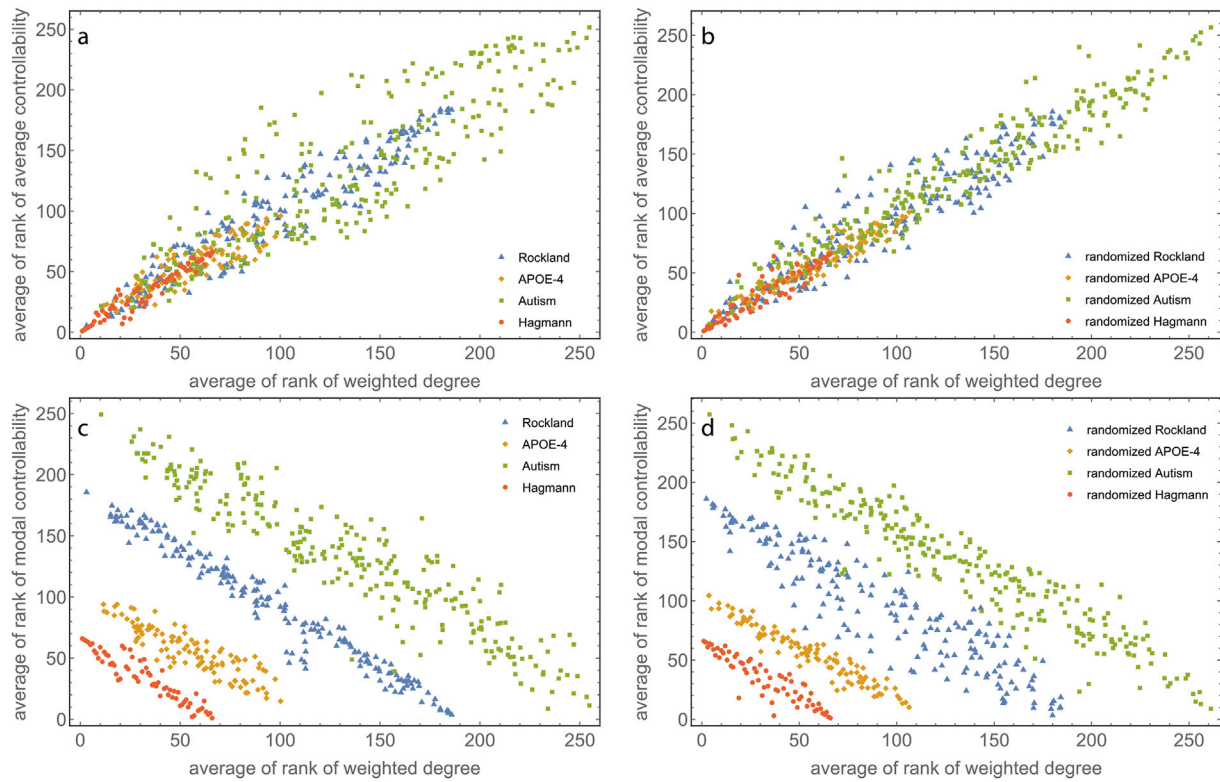 a
average of rank of average controllability
250
200
150
100
50
0
Rockland
APOE-4
Autism
Hagmann
0 50 100 150 200 250
average of rank of weighted degree
b
average of rank of average controllability
250
200
150
100
50
0
randomized Rockland
randomized APOE-4
randomized Autism
randomized Hagmann
0 50 100 150 200 250
average of rank of weighted degree
c
average of rank of modal controllability
250
200
150
100
50
0
Rockland
APOE-4
Autism
Hagmann
0 50 100 150 200 250
average of rank of weighted degree
d
average of rank of modal controllability
250
200
150
100
50
0
randomized Rockland
randomized APOE-4
randomized Autism
randomized Hagmann
0 50 100 150 200 250
average of rank of weighted degree